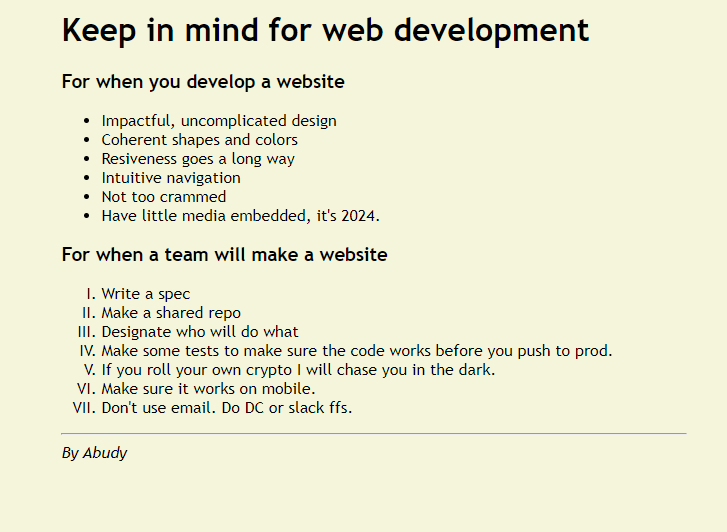 Keep in mind for web development
For when you develop a website
• Impactful, uncomplicated design
• Coherent shapes and colors
• Resiveness goes a long way
• Intuitive navigation
• Not too crammed
• Have little media embedded, it's 2024.
For when a team will make a website
I. Write a spec
II. Make a shared repo
III. Designate who will do what
IV. Make some tests to make sure the code works before you push to prod.
V. If you roll your own crypto I will chase you in the dark.
VI. Make sure it works on mobile.
VII. Don't use email. Do DC or slack ffs.
By Abudy